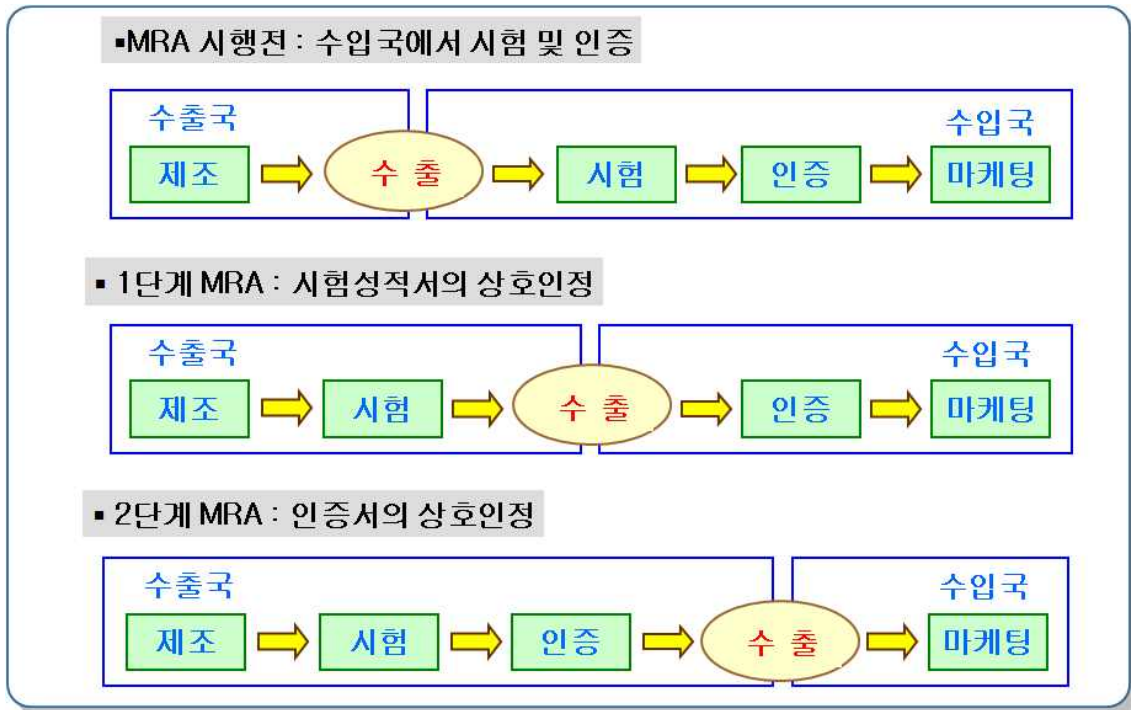 ▪MRA 시행전 : 수입국에서 시험 및 인증
수출국 수입국
제조 수 출 시험 인증 마케팅
▪ 1단계 MRA : 시험성적서의 상호인정
수출국 수입국
제조 시험 수 출 인증 마케팅
▪ 2단계 MRA : 인증서의 상호인정
수출국 수입국
제조 시험 인증 수 출 마케팅